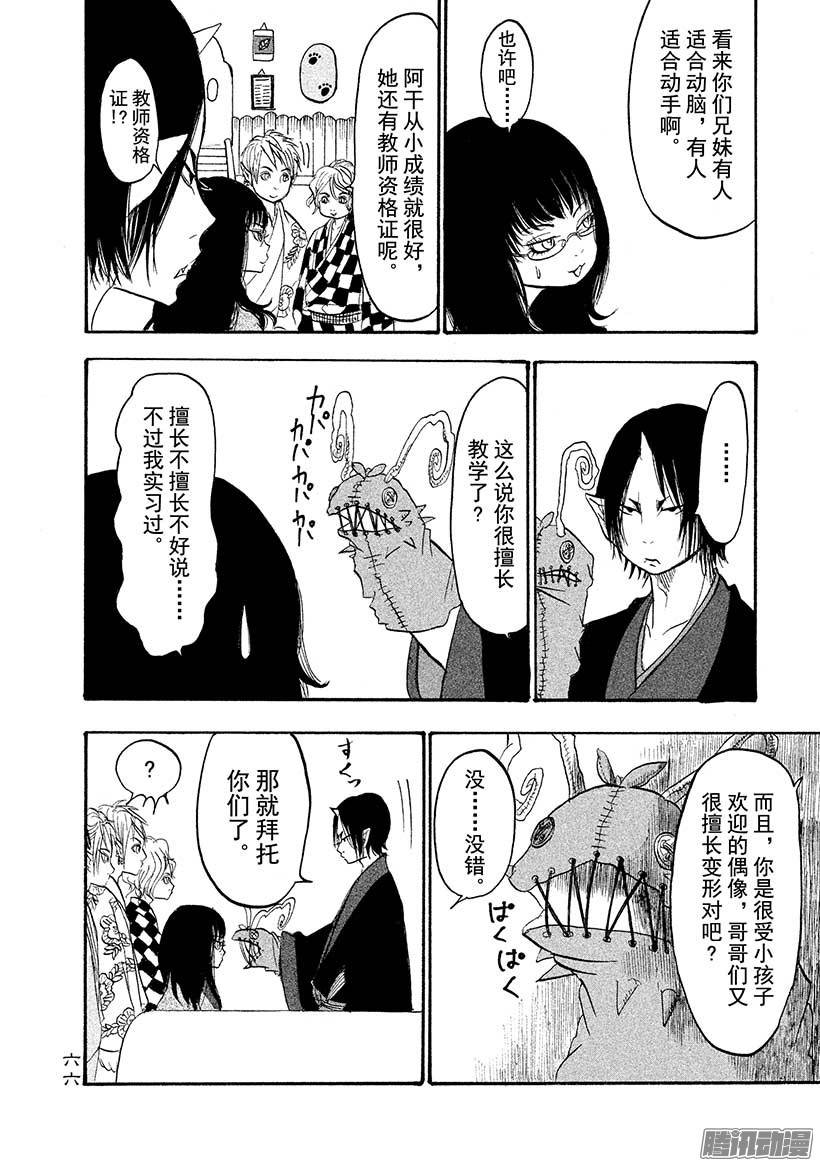 看来你们兄妹有人
适合动脑，有人
适合动手啊。
也许吧……
阿干从小成绩就很好，
她还有教师资格证呢。
教师资格
证!?
……
这么说你很擅长
教学了？
カパ
カパカパ
カパカパ
擅长不擅长不好说……
不过我实习过。
而且，你是很受小孩子
欢迎的偶像，哥哥们又
很擅长变形对吧？
没……没错。
ぱくぱく
すくっ
那就拜托
你们了。
？
六六
腾讯动漫